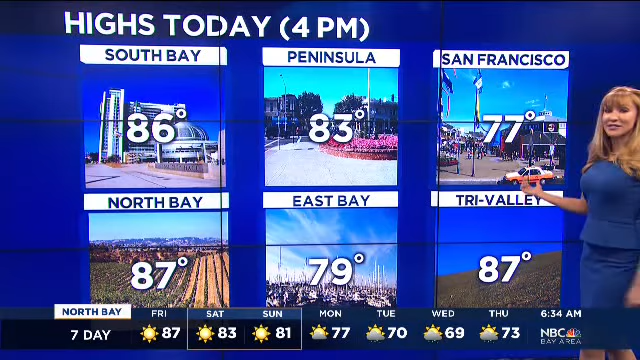 HIGHS TODAY (4 PM)
SOUTH BAY
PENINSULA
SAN FRANCISCO
86°
83°
77°
NORTH BAY
EAST BAY
TRI-VALLEY
87°
79°
87°
NORTH BAY
FRI
SAT
SUN
MON
TUE
WED
THU
6:34 AM
7 DAY
87
83
81
77
70
69
73
NBC
BAY AREA